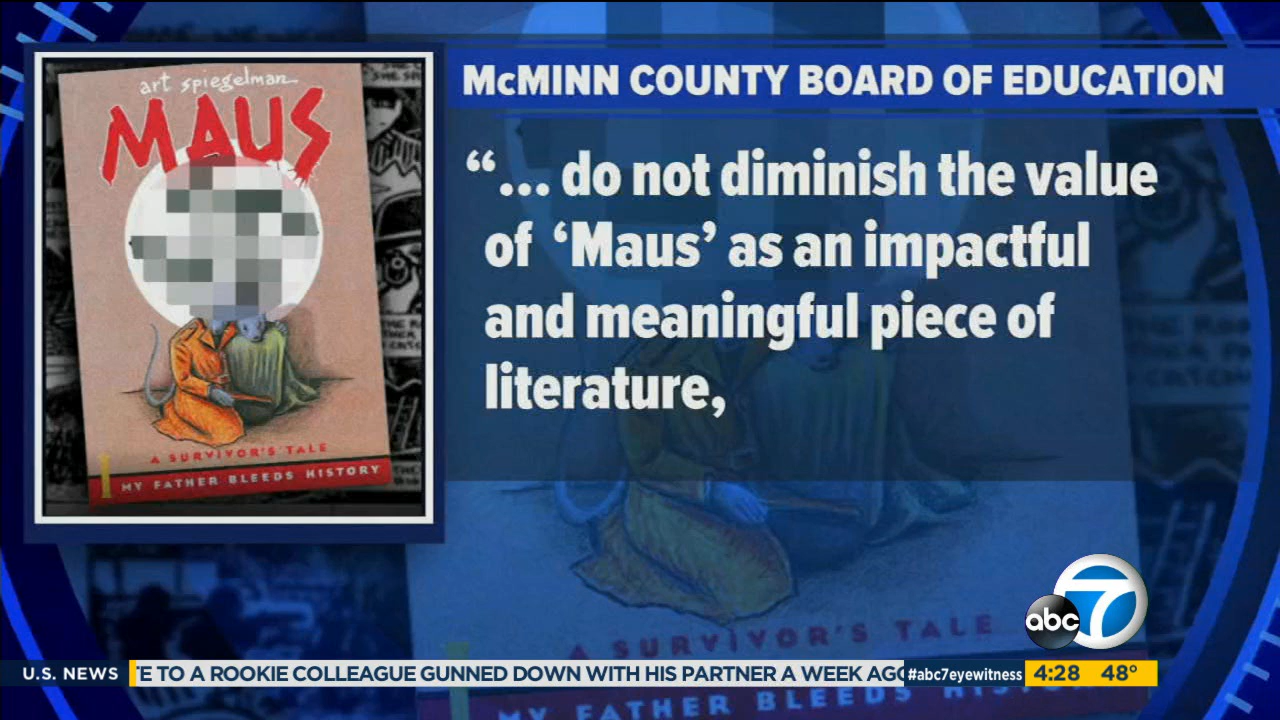 art spiegelman
MAUS
A SURVIVOR'S TALE
I MY FATHER BLEEDS HISTORY
McMINN COUNTY BOARD OF EDUCATION
“... do not diminish the value
of ‘Maus’ as an impactful
and meaningful piece of
literature,
A SURVIVOR'S TALE
MY FATHER BLEEDS HISTORY
abc 7
U.S. NEWS
TE TO A ROOKIE COLLEAGUE GUNNED DOWN WITH HIS PARTNER A WEEK AGO
#abc7eyewitness
4:28 48°